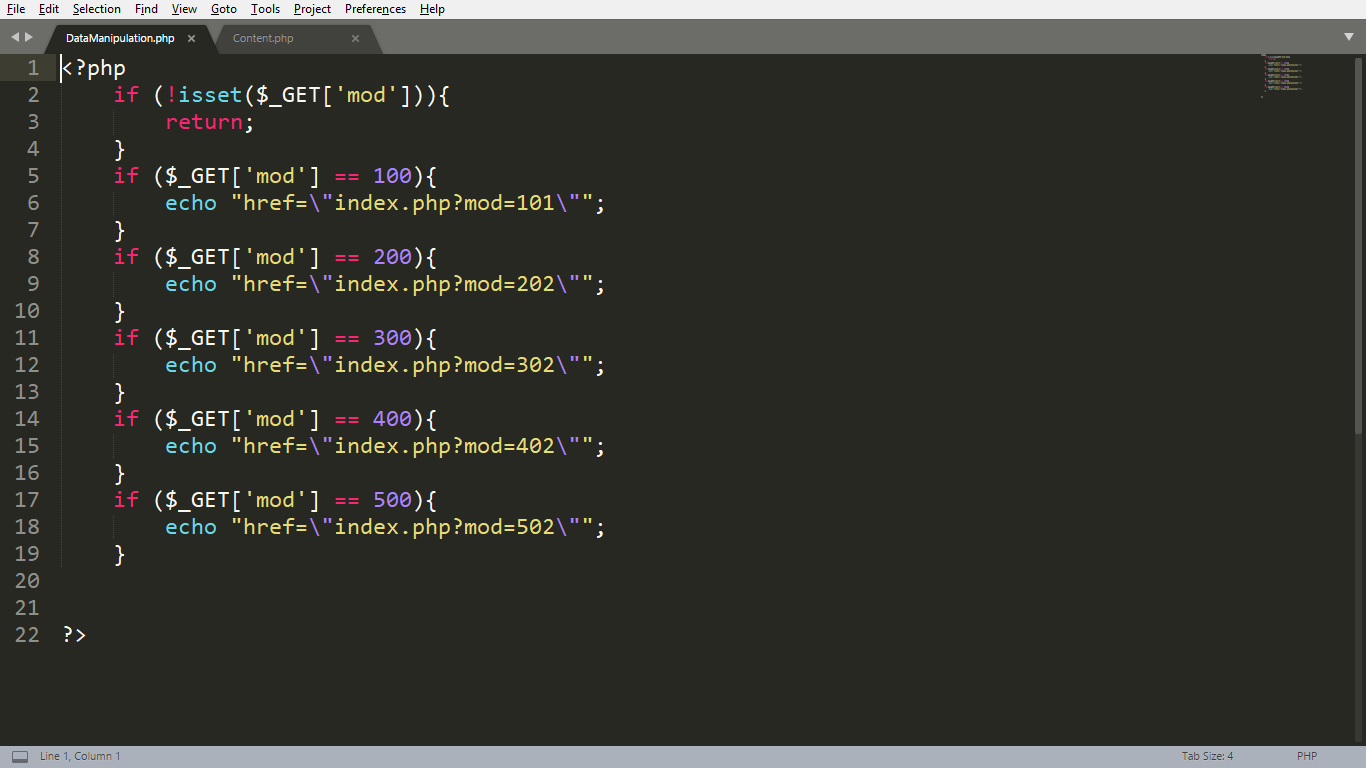 File Edit Selection Find View Goto Tools Project Preferences Help
DataManipulation.php × Content.php ×
1 <?php
2     if (!isset($_GET['mod'])){
3         return;
4     }
5     if ($_GET['mod'] == 100){
6         echo "href=\"index.php?mod=101\"";
7     }
8     if ($_GET['mod'] == 200){
9         echo "href=\"index.php?mod=202\"";
10     }
11     if ($_GET['mod'] == 300){
12         echo "href=\"index.php?mod=302\"";
13     }
14     if ($_GET['mod'] == 400){
15         echo "href=\"index.php?mod=402\"";
16     }
17     if ($_GET['mod'] == 500){
18         echo "href=\"index.php?mod=502\"";
19     }
20
21
22 ?>
Line 1, Column 1 Tab Size: 4 PHP